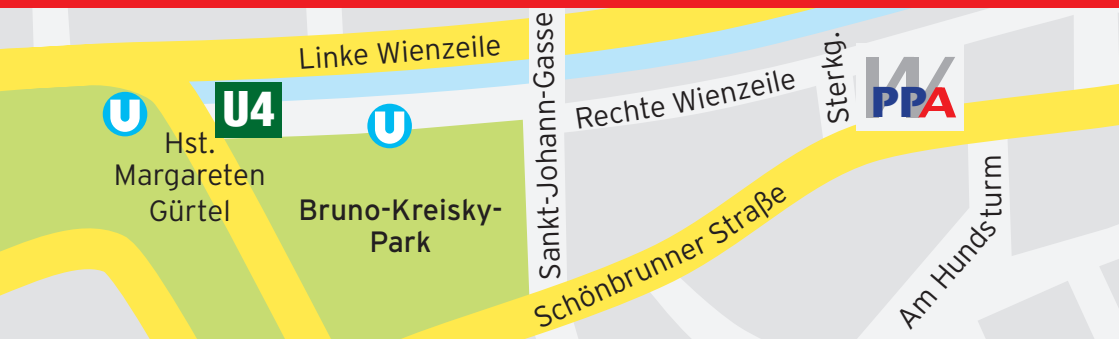 Linke Wienzeile
U
U4
U
Hst.
Margareten
Gürtel
Bruno-Kreisky-
Park
Sankt-Johann-Gasse
Rechte Wienzeile
Sterkg.
W
PPA
Schönbrunner Straße
Am Hundsturm